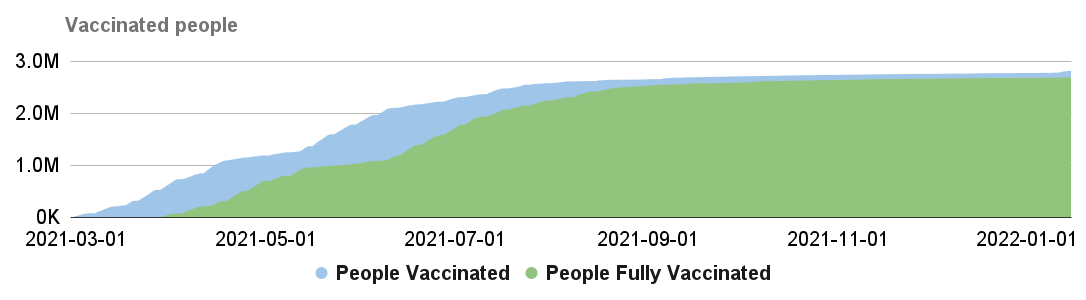 Vaccinated people
3.0M
2.0M
1.0M
0K
2021-03-01 2021-05-01 2021-07-01 2021-09-01 2021-11-01 2022-01-01
People Vaccinated People Fully Vaccinated